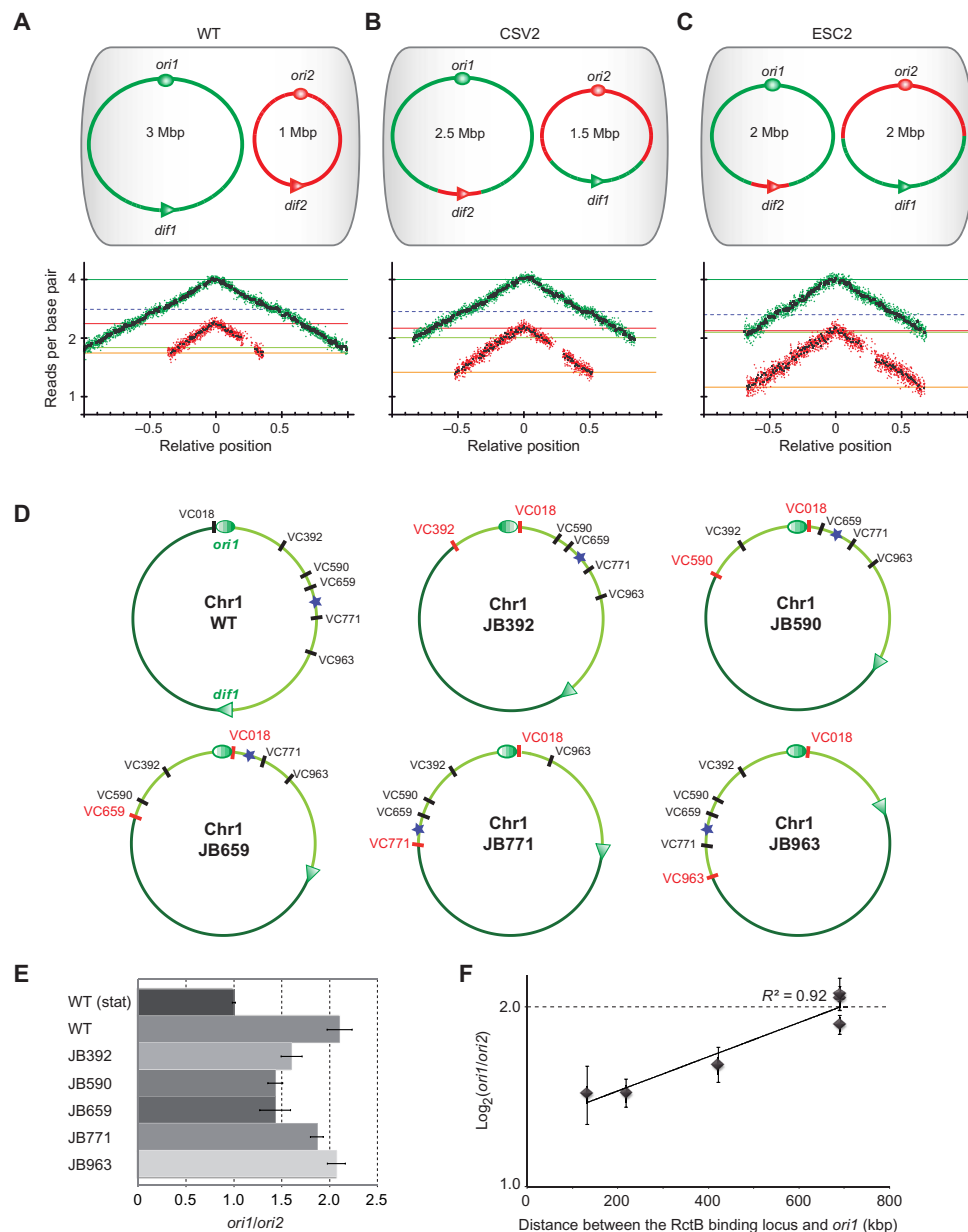 A
WT
ori1
3 Mbp
dif1
ori2
1 Mbp
dif2
B
CSV2
ori1
2.5 Mbp
dif2
ori2
1.5 Mbp
dif1
C
ESC2
ori1
2 Mbp
dif2
ori2
2 Mbp
dif1
Reads per base pair
4
2
1
–0.5 0 0.5
Relative position
–0.5 0 0.5
Relative position
–0.5 0 0.5
Relative position
D
VC018
ori1
VC392
VC590
VC659
VC771
VC963
Chr1
WT
dif1
VC392
VC018
VC590
VC659
VC771
VC963
Chr1
JB392
VC018
VC392
VC659
VC771
VC590
VC963
Chr1
JB590
VC018
VC392
VC771
VC963
VC590
VC659
Chr1
JB659
VC018
VC392
VC963
VC590
VC659
VC771
Chr1
JB771
VC018
VC392
VC590
VC659
VC771
VC963
Chr1
JB963
E
WT (stat)
WT
JB392
JB590
JB659
JB771
JB963
0 0.5 1.0 1.5 2.0 2.5
ori1/ori2
F
R² = 0.92
2.0
1.0
Log₂(ori1/ori2)
0 200 400 600 800
Distance between the RctB binding locus and ori1 (kbp)